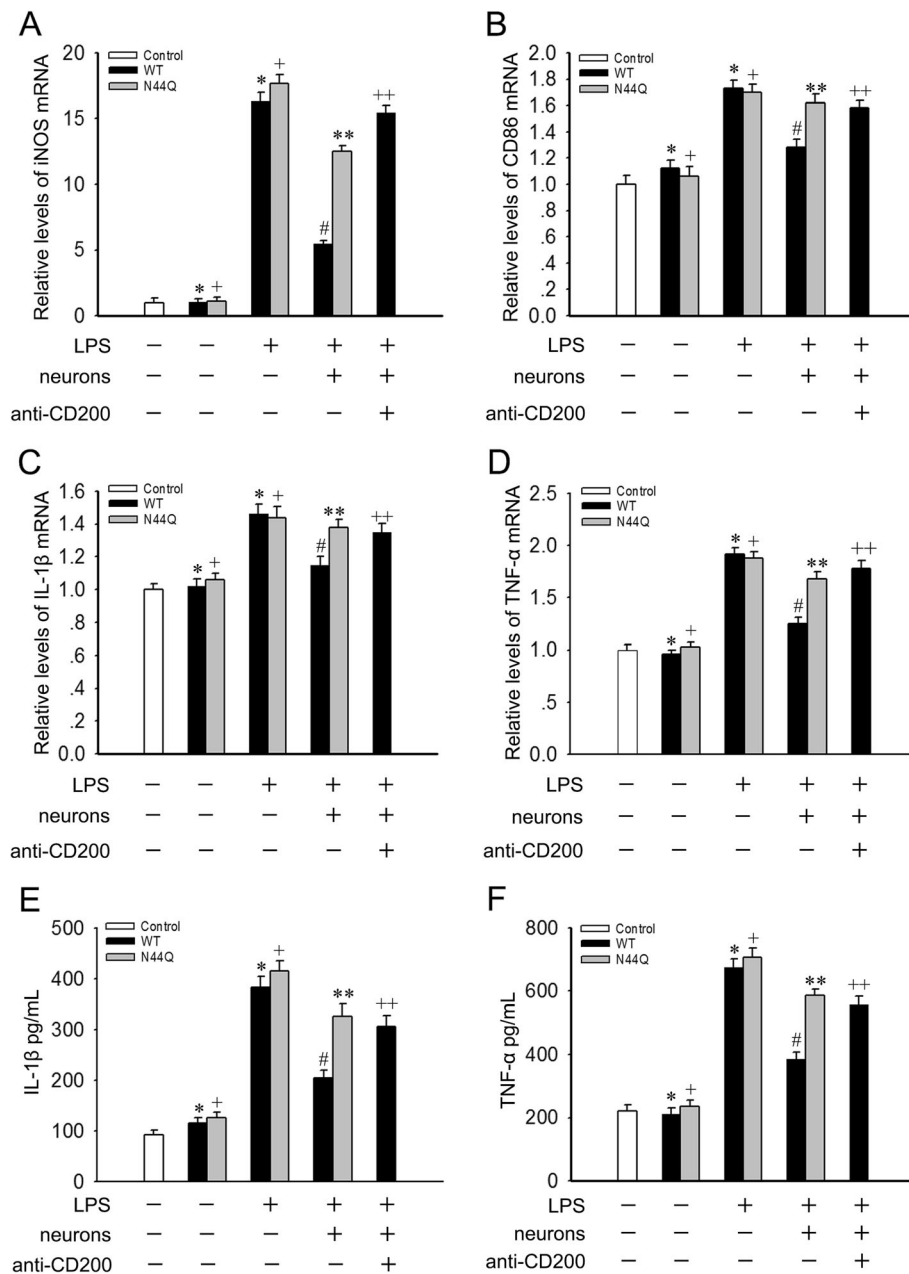 A
Relative levels of iNOS mRNA
Control
WT
N44Q
20
15
10
5
0
* + * + # ** ++
LPS − − + + +
neurons − − − + +
anti-CD200 − − − − +
B
Relative levels of CD86 mRNA
Control
WT
N44Q
2.0
1.8
1.6
1.4
1.2
1.0
.8
.6
.4
.2
0.0
* + * + # ** ++
LPS − − + + +
neurons − − − + +
anti-CD200 − − − − +
C
Relative levels of IL-1β mRNA
Control
WT
N44Q
1.6
1.4
1.2
1.0
.8
.6
.4
.2
0.0
* + * + # ** ++
LPS − − + + +
neurons − − − + +
anti-CD200 − − − − +
D
Relative levels of TNF-α mRNA
Control
WT
N44Q
2.5
2.0
1.5
1.0
.5
0.0
* + * + # ** ++
LPS − − + + +
neurons − − − + +
anti-CD200 − − − − +
E
IL-1β pg/mL
Control
WT
N44Q
500
400
300
200
100
0
* + * + # ** ++
LPS − − + + +
neurons − − − + +
anti-CD200 − − − − +
F
TNF-α pg/mL
Control
WT
N44Q
800
600
400
200
0
* + * + # ** ++
LPS − − + + +
neurons − − − + +
anti-CD200 − − − − +